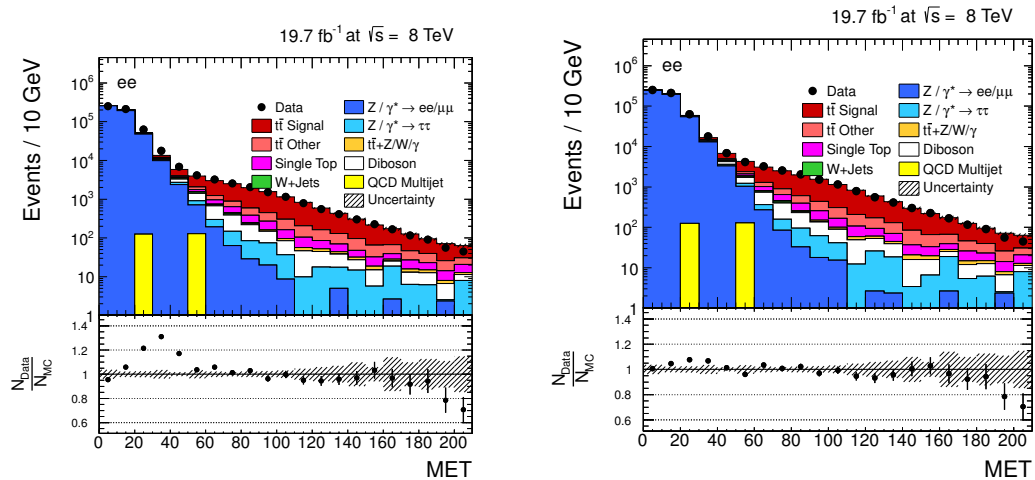 19.7 fb⁻¹ at √s = 8 TeV
Events / 10 GeV
ee
10⁶
10⁵
10⁴
10³
10²
10
1
Data
tt̄ Signal
tt̄ Other
Single Top
W+Jets
Z / γ* → ee/μμ
Z / γ* → ττ
tt̄+Z/W/γ
Diboson
QCD Multijet
Uncertainty
N_Data
N_MC
1.4
1.2
1
0.8
0.6
0 20 40 60 80 100 120 140 160 180 200
MET
19.7 fb⁻¹ at √s = 8 TeV
Events / 10 GeV
ee
10⁶
10⁵
10⁴
10³
10²
10
1
Data
tt̄ Signal
tt̄ Other
Single Top
W+Jets
Z / γ* → ee/μμ
Z / γ* → ττ
tt̄+Z/W/γ
Diboson
QCD Multijet
Uncertainty
N_Data
N_MC
1.4
1.2
1
0.8
0.6
0 20 40 60 80 100 120 140 160 180 200
MET